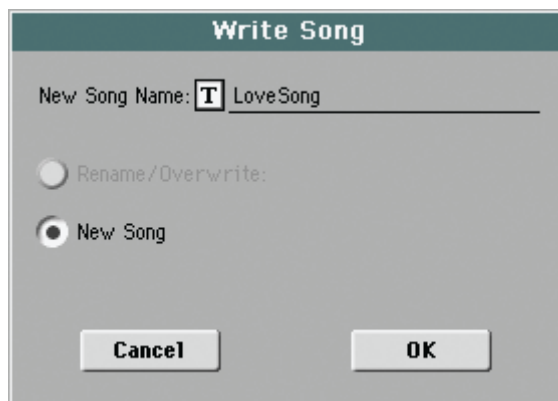 Write Song
New Song Name: T LoveSong
Rename/Overwrite:
New Song
Cancel OK